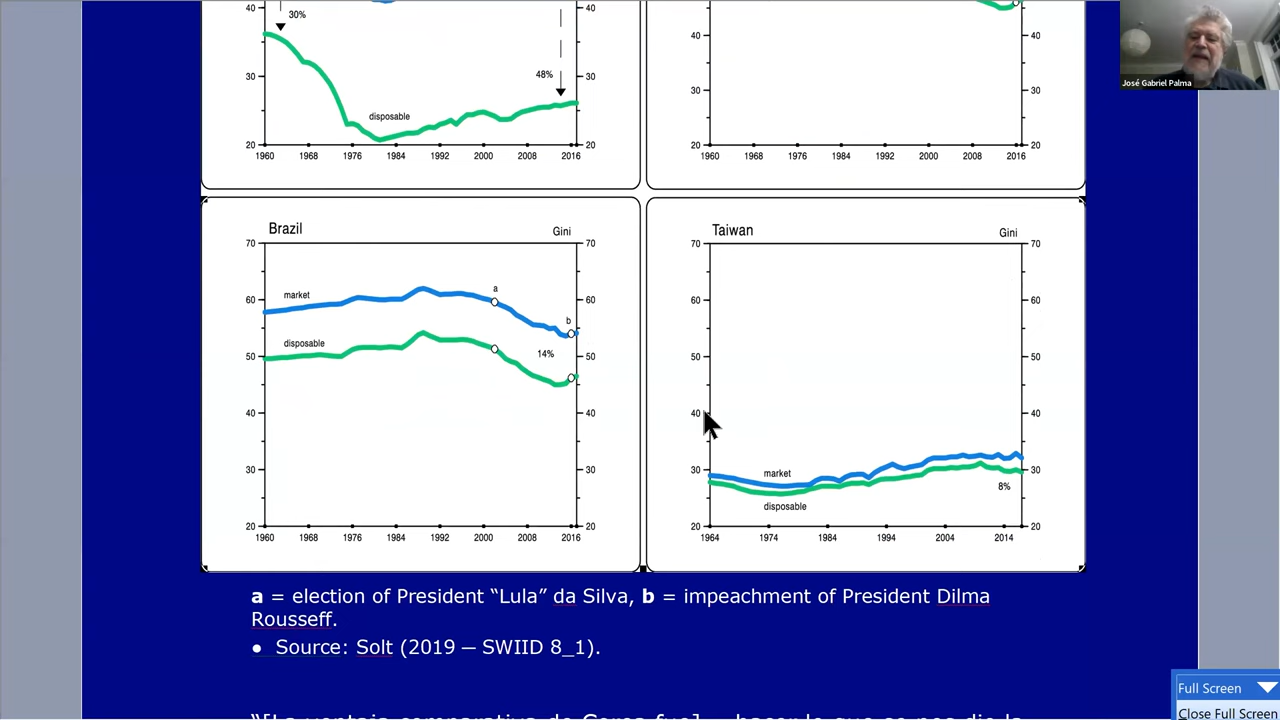 40 40 40
30%
48%
30
30 30
disposable
20 20 20 20
1960 1968 1976 1984 1992 2000 2008 2016
1960 1968 1976 1984 1992 2000 2008 2016
José Gabriel Palma
Brazil Gini
70 70
a
60 market 60
b
disposable
50 14% 50
40 40
30 30
20 20
1960 1968 1976 1984 1992 2000 2008 2016
Taiwan Gini
70 70
60 60
50 50
40 40
30 market 30
8%
disposable
20 20
1964 1974 1984 1994 2004 2014
a = election of President “Lula” da Silva, b = impeachment of President Dilma
Rousseff.
● Source: Solt (2019 – SWIID 8_1).
Full Screen
Close Full Screen